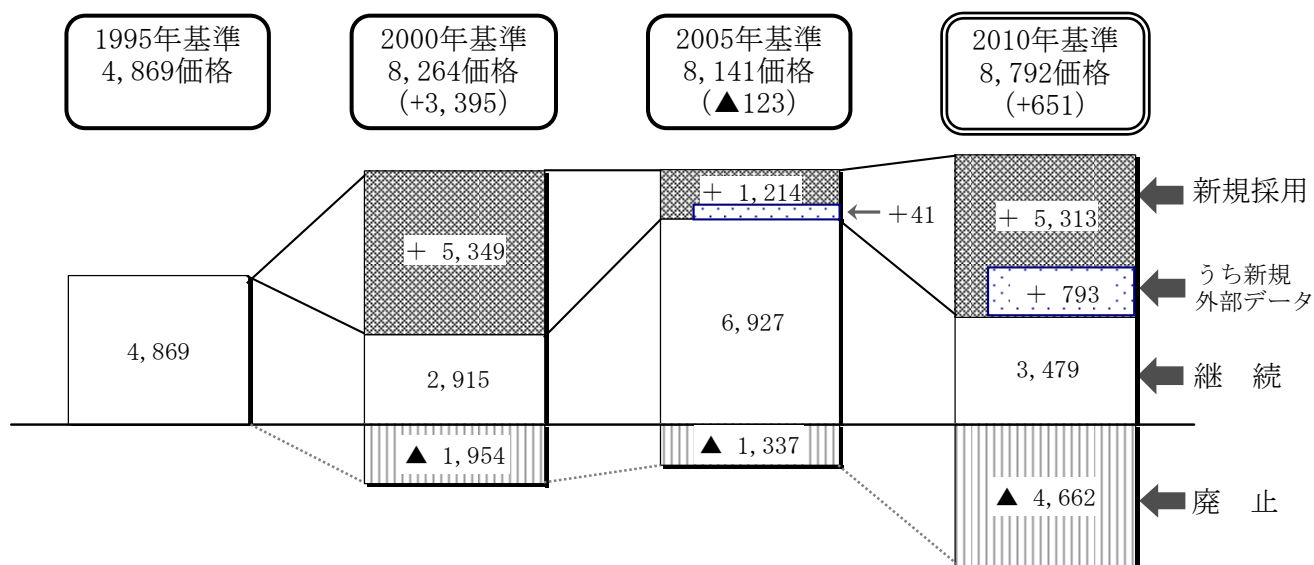 1995年基準
4,869価格
2000年基準
8,264価格
(+3,395)
2005年基準
8,141価格
(▲123)
2010年基準
8,792価格
(+651)
+ 1,214
新規採用
+ 5,349
+41
+ 5,313
うち新規
外部データ
+ 793
4,869
2,915
6,927
3,479
継 続
▲ 1,954
▲ 1,337
▲ 4,662
廃 止